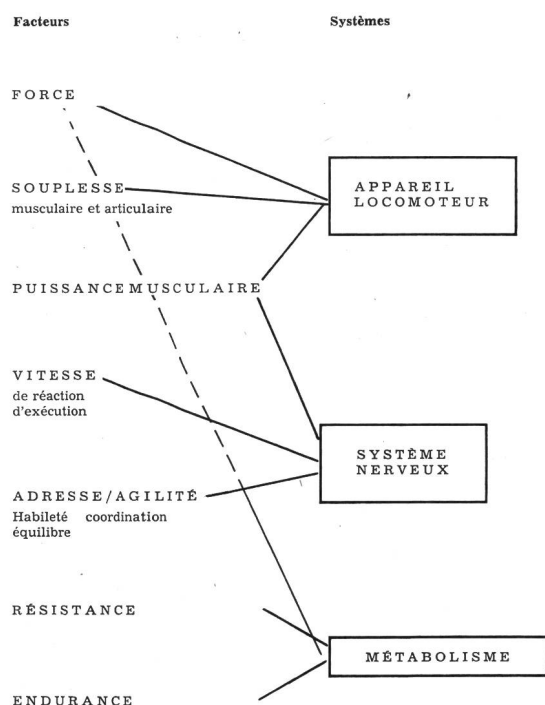 Facteurs
Systèmes
FORCE
SOUPLESSE
musculaire et articulaire
APPAREIL
LOCOMOTEUR
PUISSANCE MUSCULAIRE
VITESSE
de réaction
d'exécution
SYSTÈME
NERVEUX
ADRESSE/AGILITÉ
Habileté coordination
équilibre
RÉSISTANCE
MÉTABOLISME
ENDURANCE